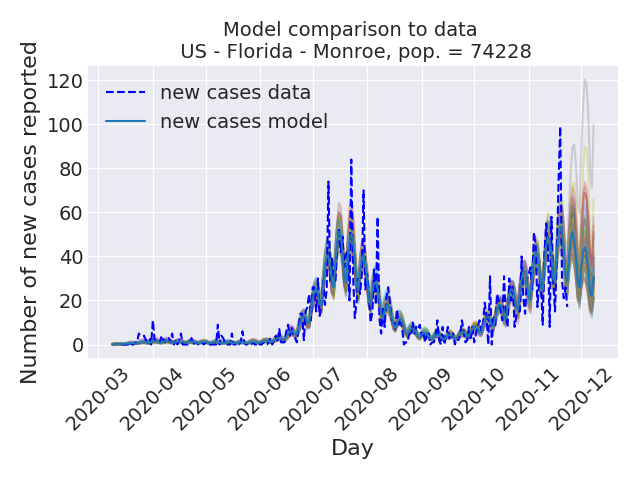 Model comparison to data
US - Florida - Monroe, pop. = 74228
Number of new cases reported
120
100
80
60
40
20
0
new cases data
new cases model
2020-03
2020-04
2020-05
2020-06
2020-07
2020-08
2020-09
2020-10
2020-11
2020-12
Day